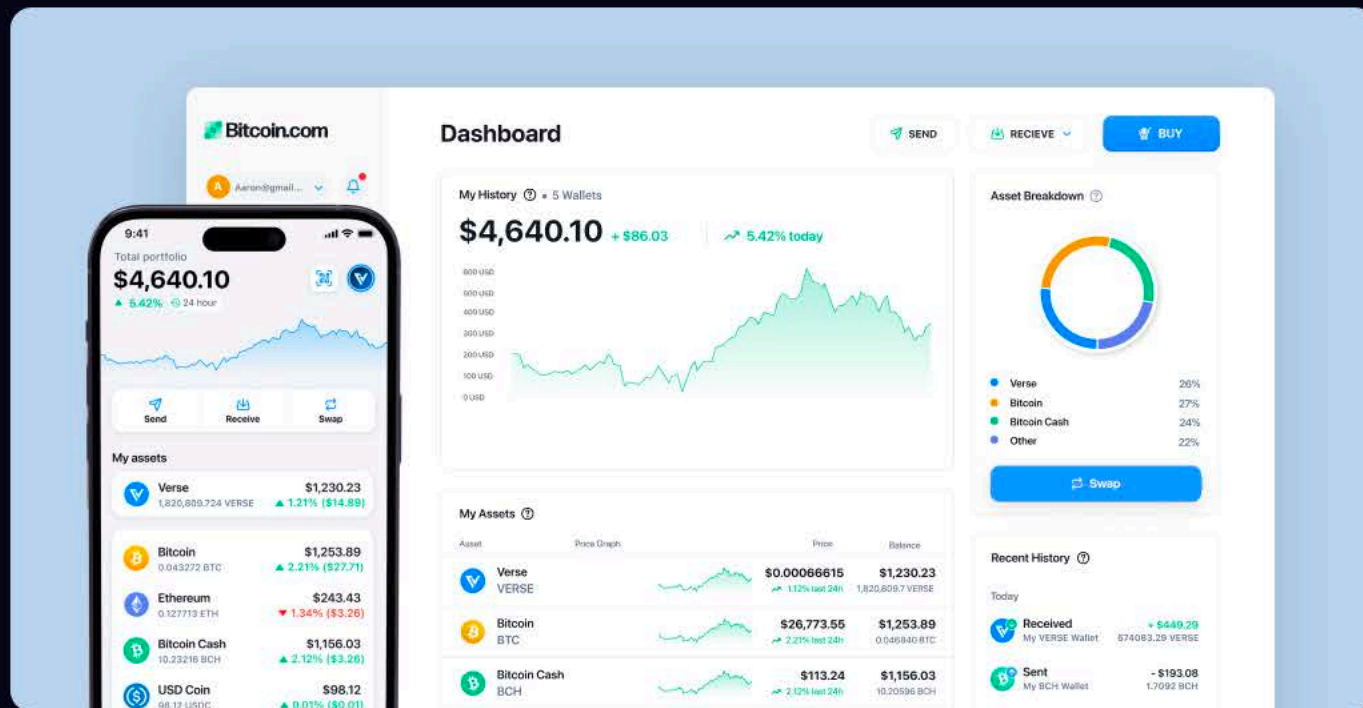 Bitcoin.com
A Aaron@gmail...
Dashboard
SEND
RECIEVE
BUY
9:41
Total portfolio
$4,640.10
5.42% 24 hour
Send Receive Swap
My assets
Verse $1,230.23
1,820,809.724 VERSE ▲ 1.21% ($14.89)
Bitcoin $1,253.89
0.043272 BTC ▲ 2.21% ($27.71)
Ethereum $243.43
0.127713 ETH ▼ 1.34% ($3.26)
Bitcoin Cash $1,156.03
10.23216 BCH ▲ 2.12% ($3.26)
USD Coin $98.12
98.12 USDC ▲ 0.01% ($0.01)
My History ? 5 Wallets
$4,640.10 + $86.03 5.42% today
600 USD
400 USD
300 USD
200 USD
100 USD
0 USD
My Assets ?
Asset Price Graph Price Balance
Verse $0.00066615 $1,230.23
VERSE 1.12% last 24h 1,820,809.7 VERSE
Bitcoin $26,773.55 $1,253.89
BTC 2.21% last 24h 0.046840 BTC
Bitcoin Cash $113.24 $1,156.03
BCH 2.12% last 24h 10.20596 BCH
Asset Breakdown ?
Verse 26%
Bitcoin 27%
Bitcoin Cash 24%
Other 22%
Swap
Recent History ?
Today
Received + $449.29
My VERSE Wallet 674083.29 VERSE
Sent - $193.08
My BCH Wallet 1.7092 BCH